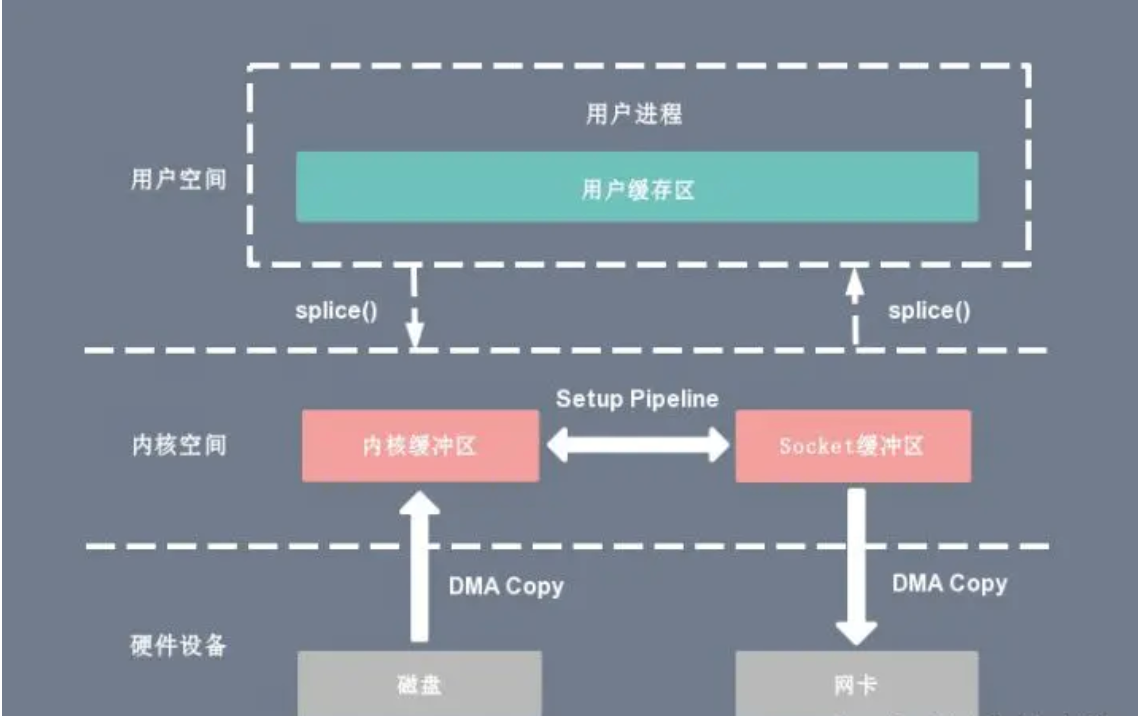 用户进程
用户空间
用户缓存区
splice()
splice()
Setup Pipeline
内核空间
内核缓冲区
Socket缓冲区
DMA Copy
DMA Copy
硬件设备
磁盘
网卡